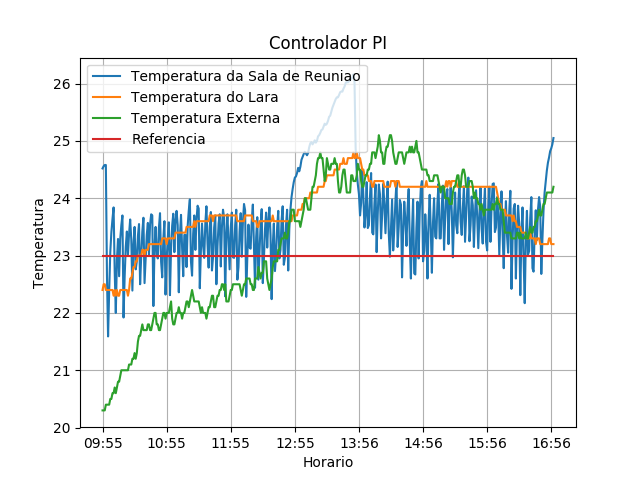 Controlador PI
Temperatura da Sala de Reuniao
Temperatura do Lara
Temperatura Externa
Referencia
Temperatura
26
25
24
23
22
21
20
09:55 10:55 11:55 12:55 13:56 14:56 15:56 16:56
Horario